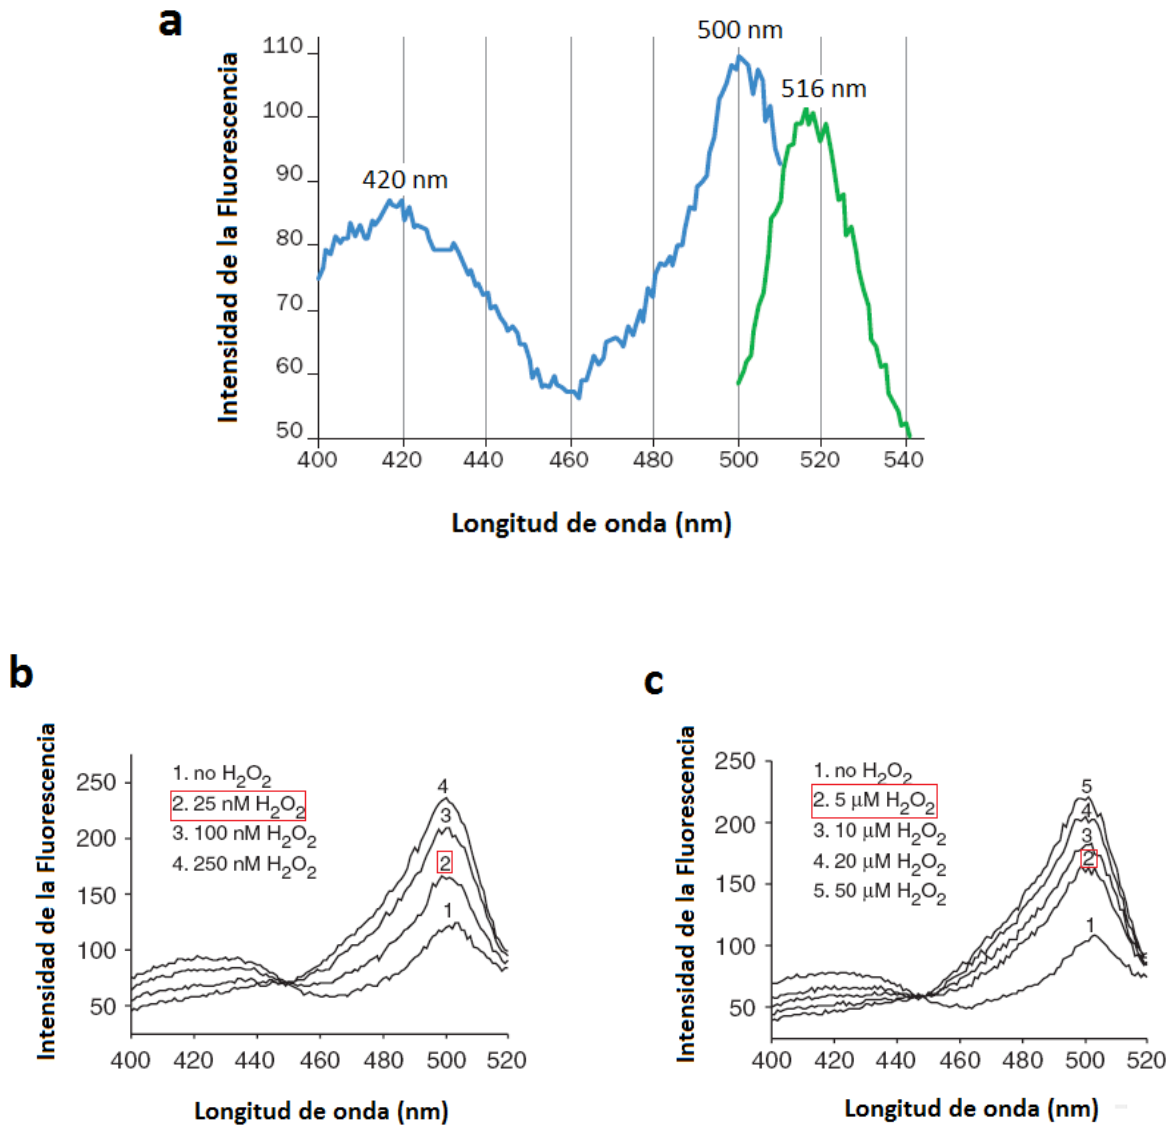 a
500 nm
516 nm
420 nm
Intensidad de la Fluorescencia
110
100
90
80
70
60
50
400 420 440 460 480 500 520 540
Longitud de onda (nm)
b
Intensidad de la Fluorescencia
250
200
150
100
50
1. no H₂O₂
2. 25 nM H₂O₂
3. 100 nM H₂O₂
4. 250 nM H₂O₂
4
3
2
1
400 420 440 460 480 500 520
Longitud de onda (nm)
c
Intensidad de la Fluorescencia
250
200
150
100
50
1. no H₂O₂
2. 5 μM H₂O₂
3. 10 μM H₂O₂
4. 20 μM H₂O₂
5. 50 μM H₂O₂
5
4
3
2
1
400 420 440 460 480 500 520
Longitud de onda (nm)